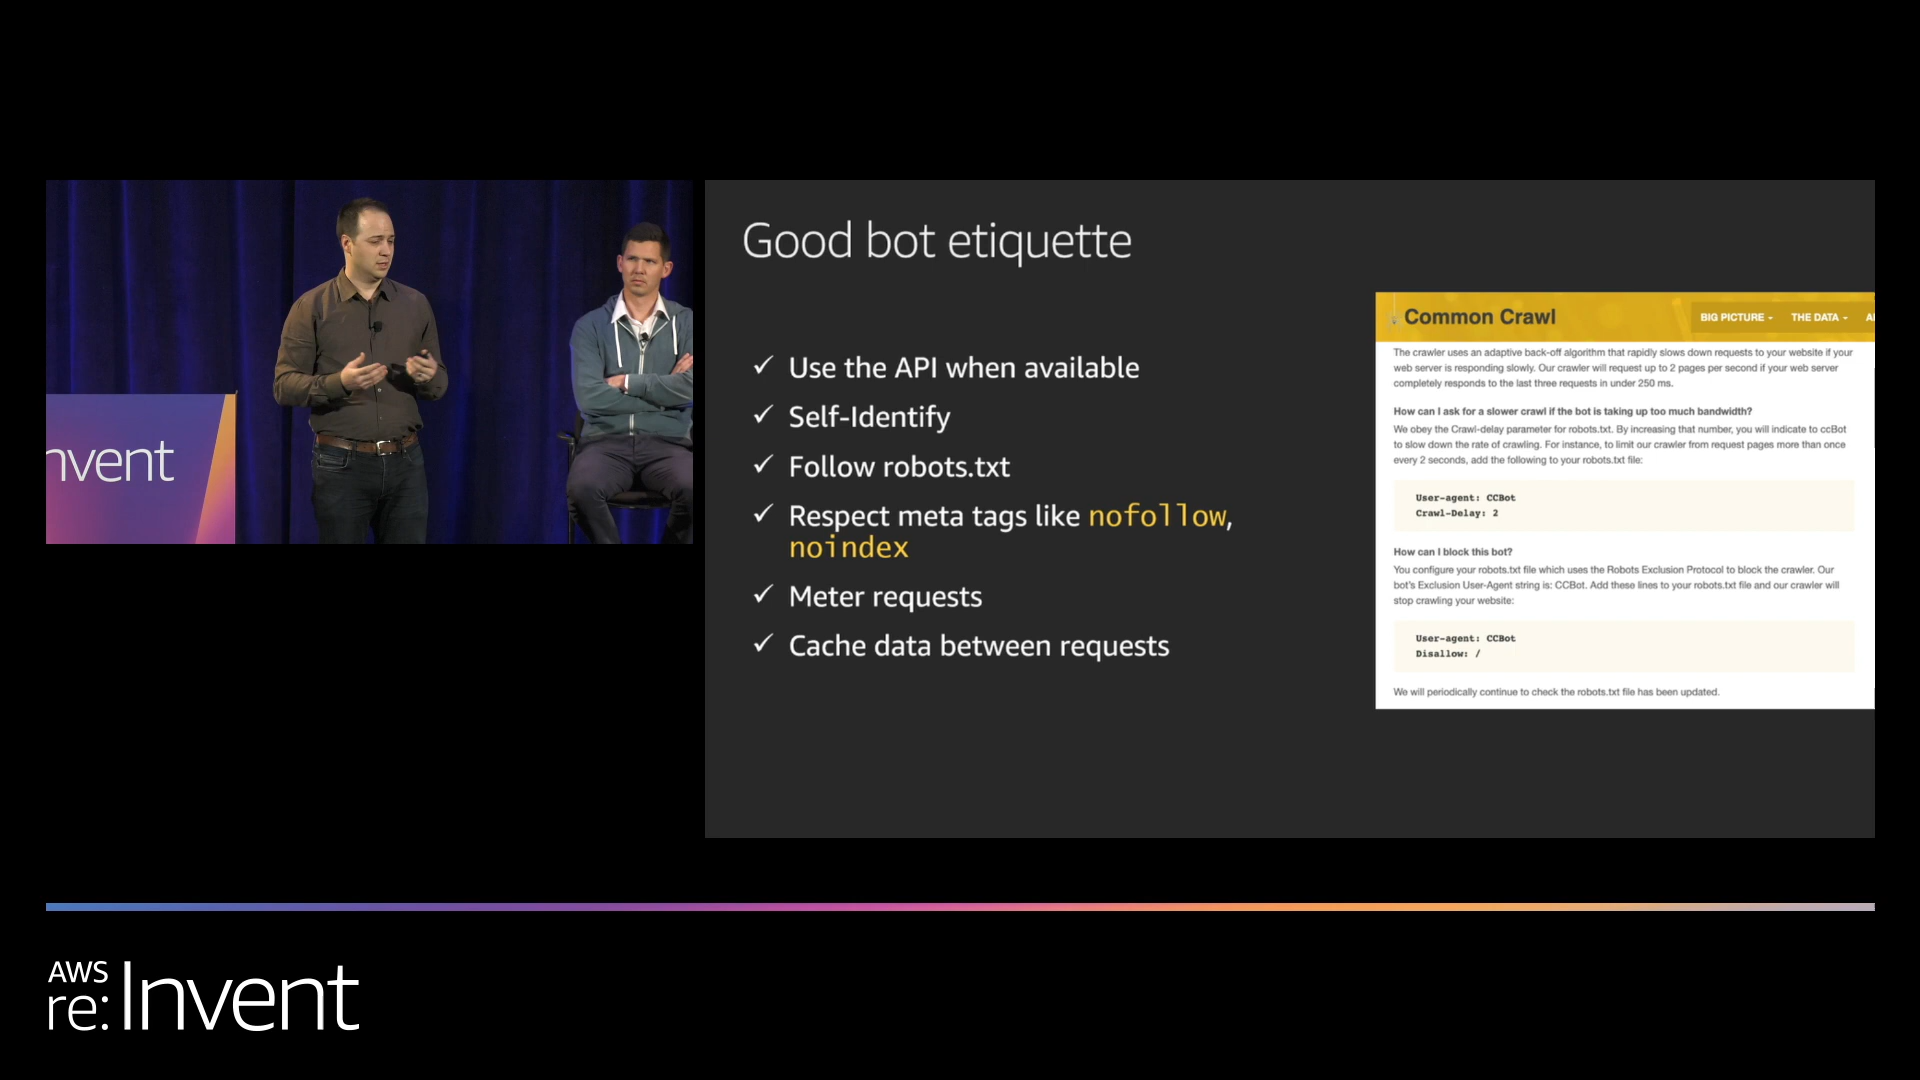 nvent
Good bot etiquette
✓ Use the API when available
✓ Self-Identify
✓ Follow robots.txt
✓ Respect meta tags like nofollow,
noindex
✓ Meter requests
✓ Cache data between requests
Common Crawl
BIG PICTURE
THE DATA
The crawler uses an adaptive back-off algorithm that rapidly slows down requests to your website if your
web server is responding slowly. Our crawler will request up to 2 pages per second if your web server
completely responds to the last three requests in under 250 ms.
How can I ask for a slower crawl if the bot is taking up too much bandwidth?
We obey the Crawl-delay parameter for robots.txt. By increasing that number, you will indicate to ccBot
to slow down the rate of crawling. For instance, to limit our crawler from request pages more than once
every 2 seconds, add the following to your robots.txt file:
User-agent: CCBot
Crawl-Delay: 2
How can I block this bot?
You configure your robots.txt file which uses the Robots Exclusion Protocol to block the crawler. Our
bot's Exclusion User-Agent string is: CCBot. Add these lines to your robots.txt file and our crawler will
stop crawling your website:
User-agent: CCBot
Disallow: /
We will periodically continue to check the robots.txt file has been updated.
AWS
re:Invent